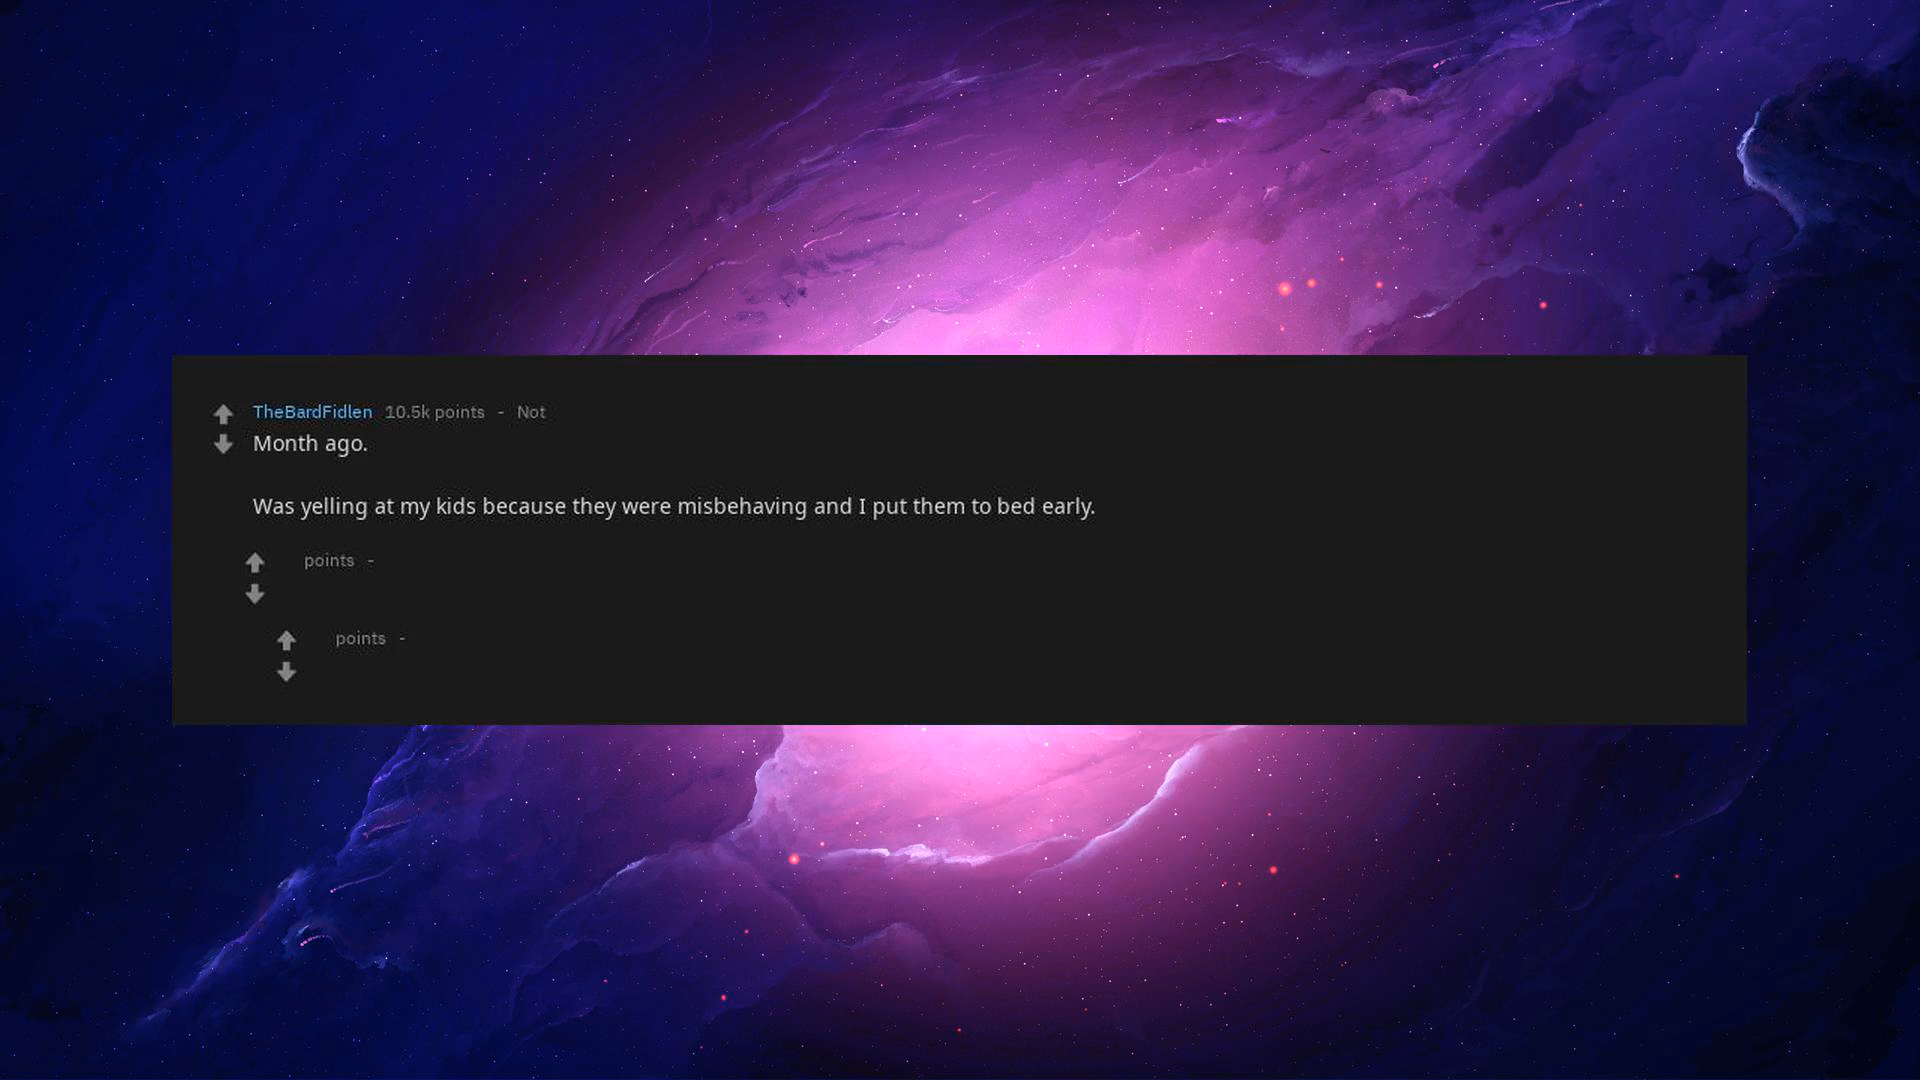 TheBardFidlen 10.5k points - Not
Month ago.
Was yelling at my kids because they were misbehaving and I put them to bed early.
points -
points -